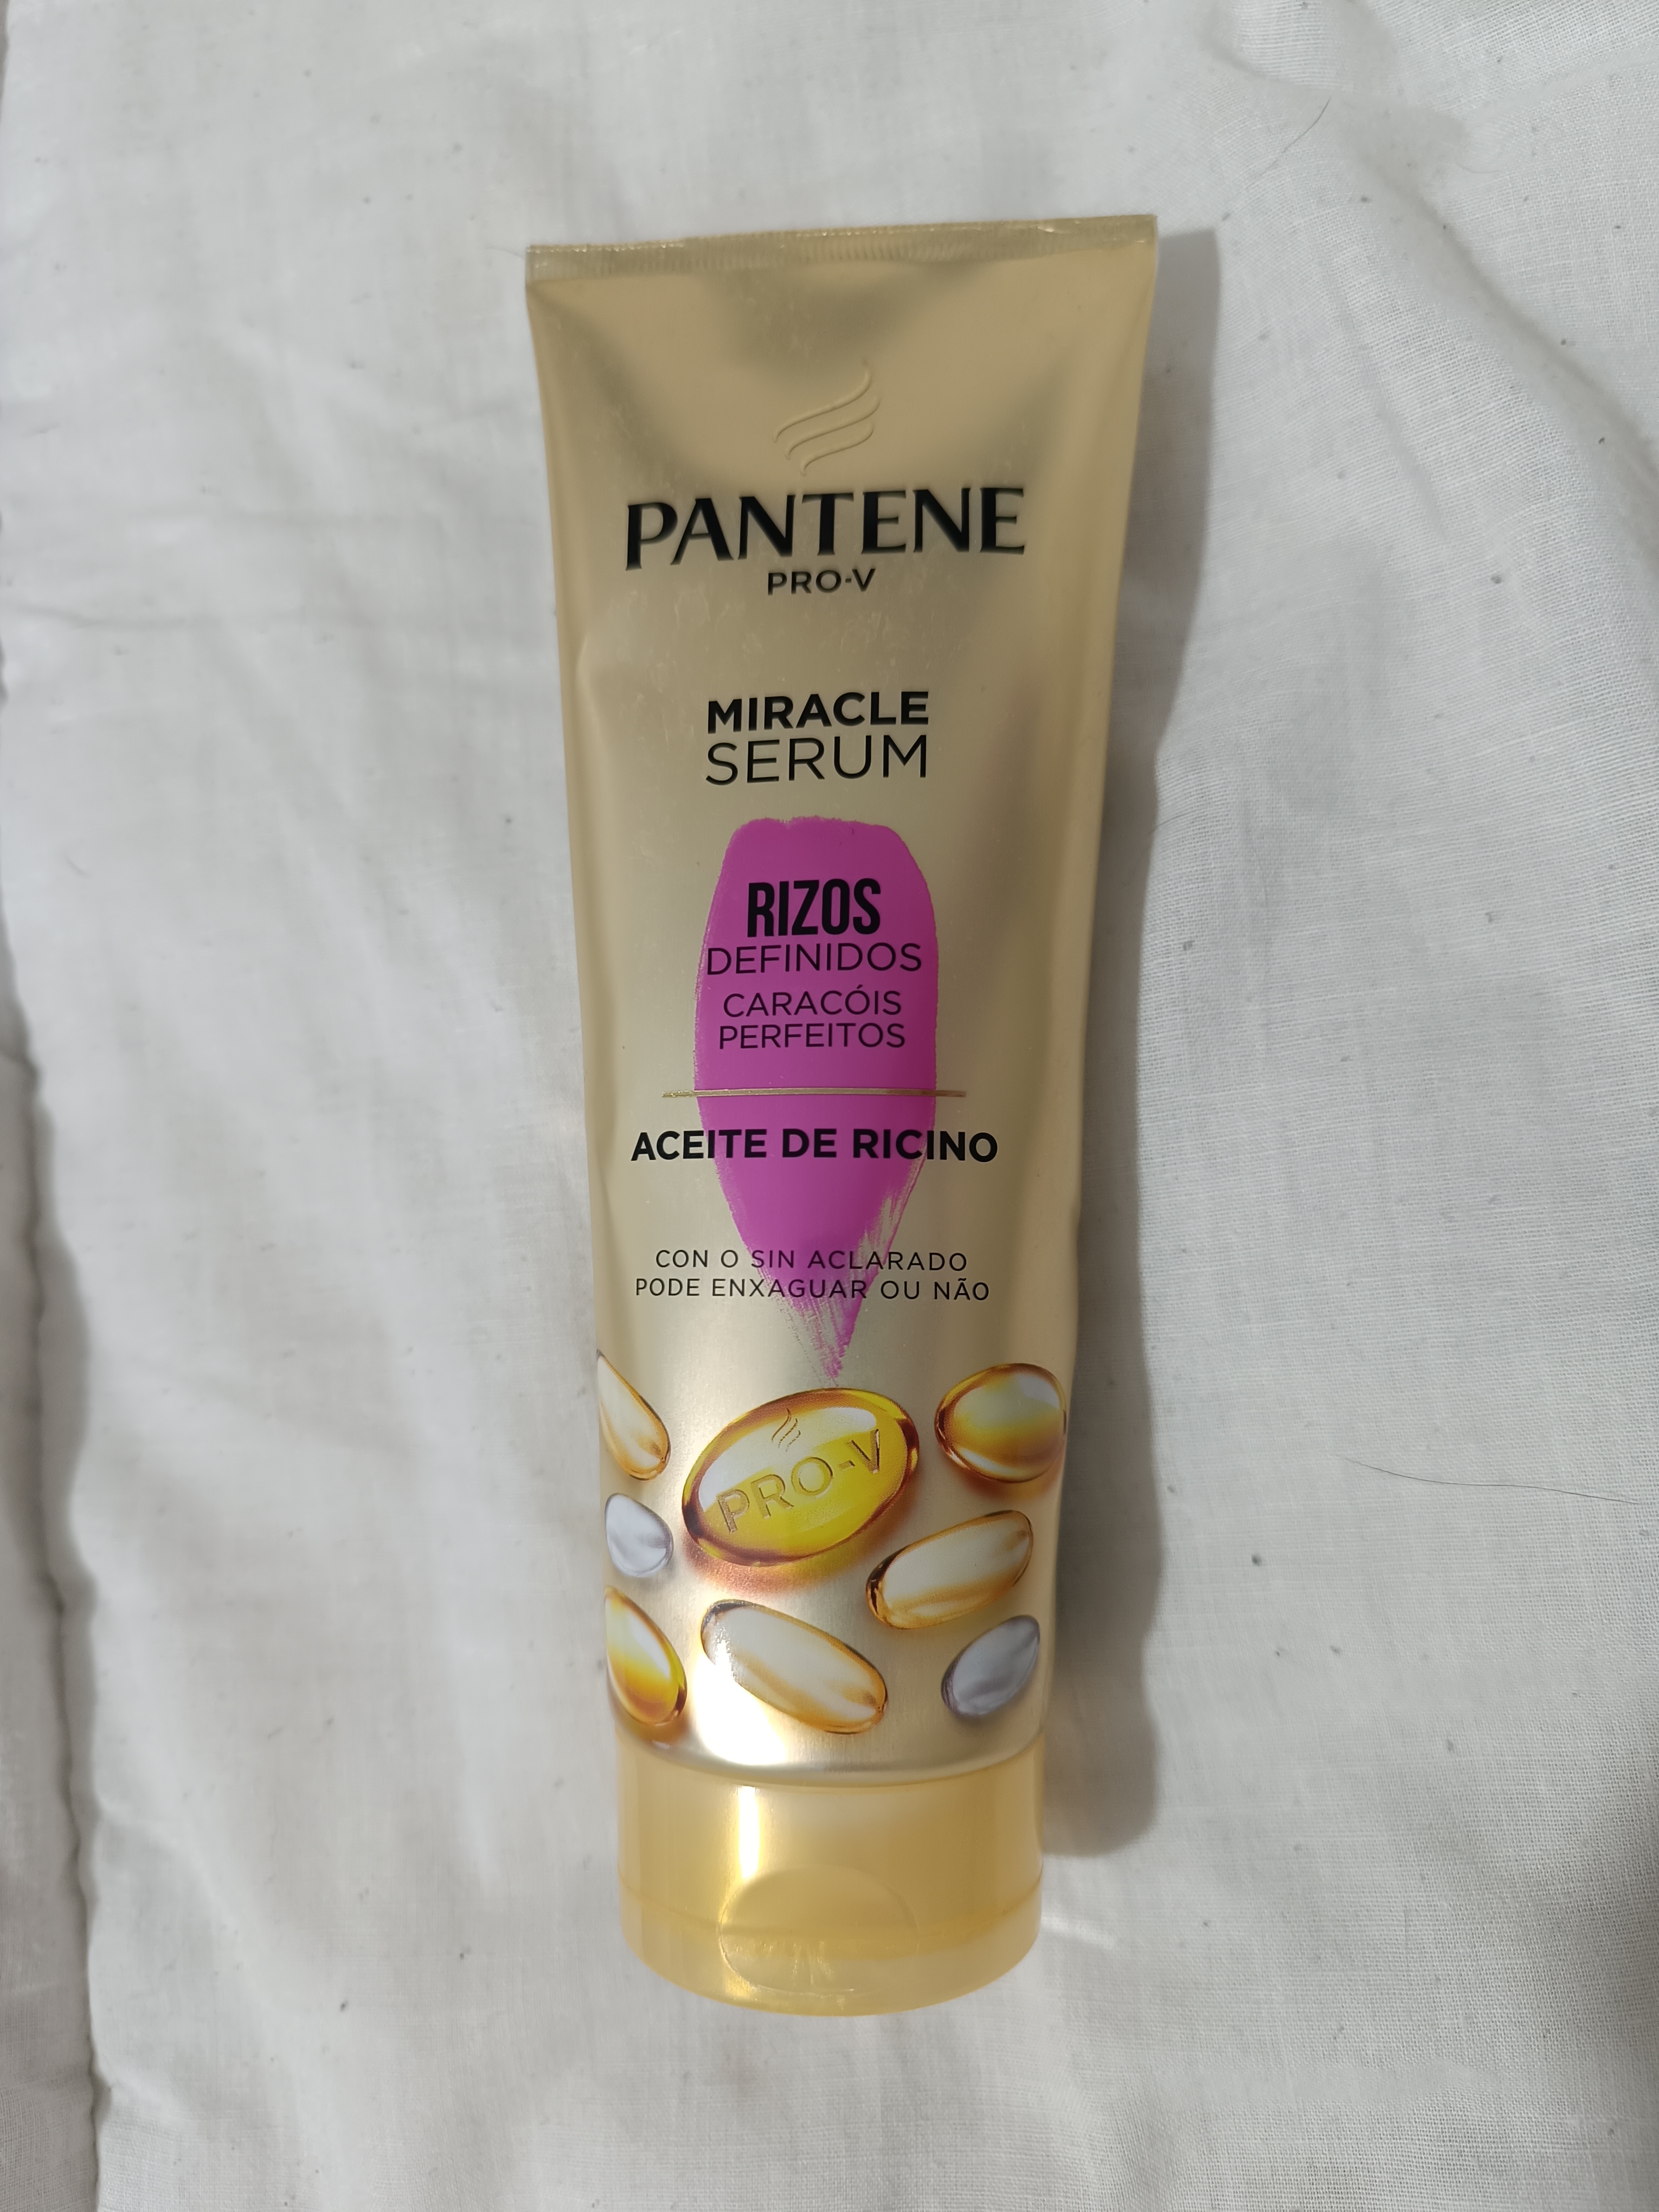 PANTENE
PRO-V
MIRACLE
SERUM
RIZOS
DEFINIDOS
CARACÓIS
PERFEITOS
ACEITE DE RICINO
CON O SIN ACLARADO
PODE ENXAGUAR OU NÃO
PRO-V